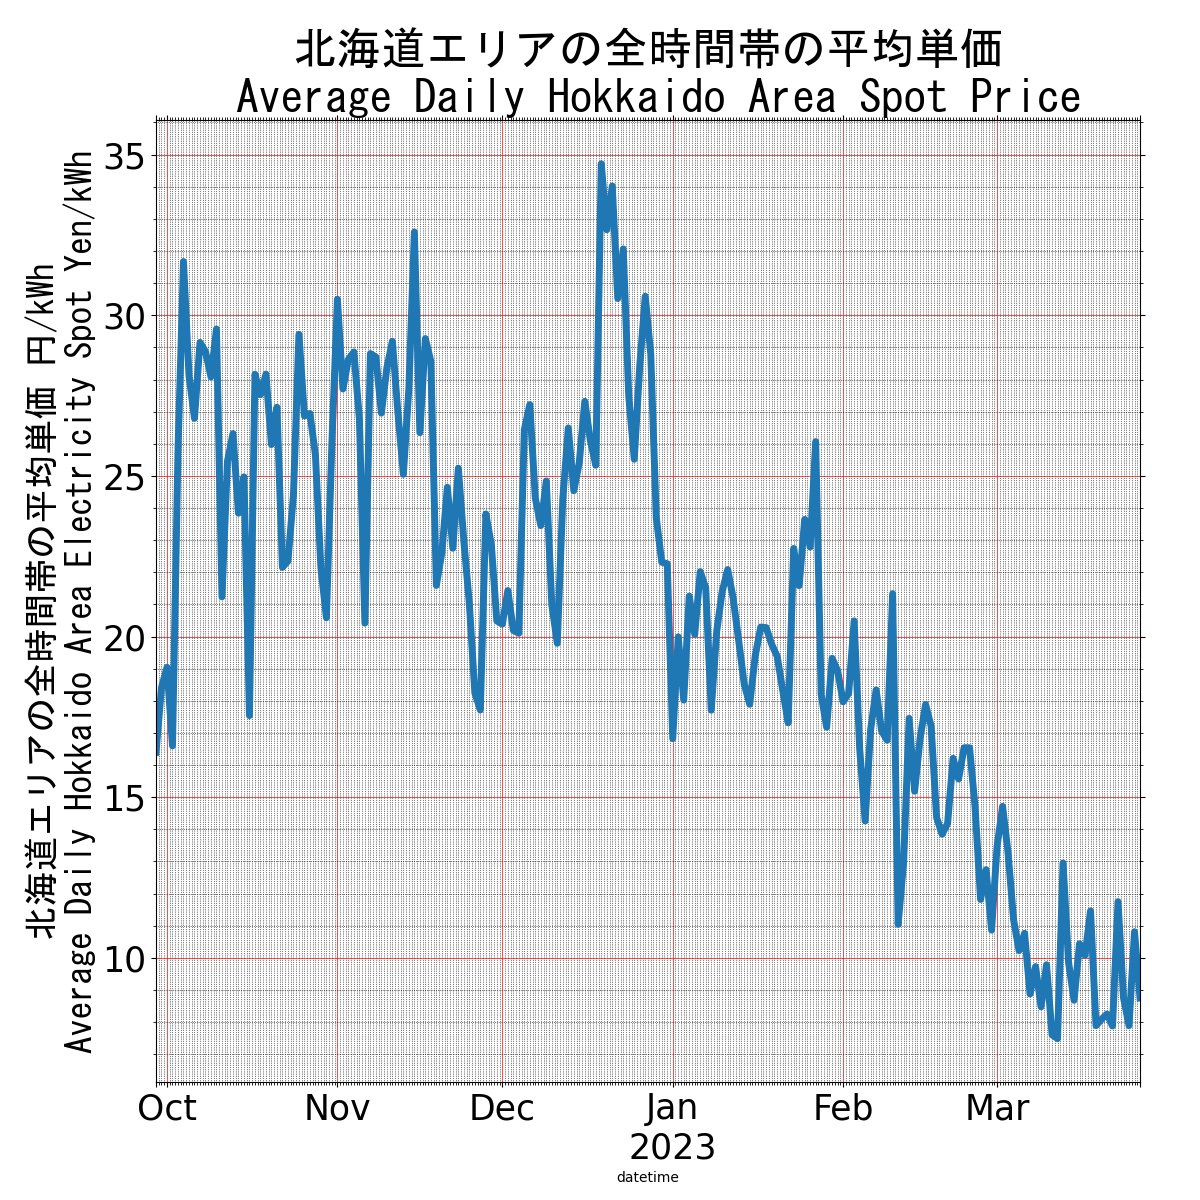 北海道エリアの全時間帯の平均単価
Average Daily Hokkaido Area Spot Price
北海道エリアの全時間帯の平均単価 円/kWh
Average Daily Hokkaido Area Electricity Spot Yen/kWh
35
30
25
20
15
10
Oct
Nov
Dec
Jan
2023
Feb
Mar
datetime